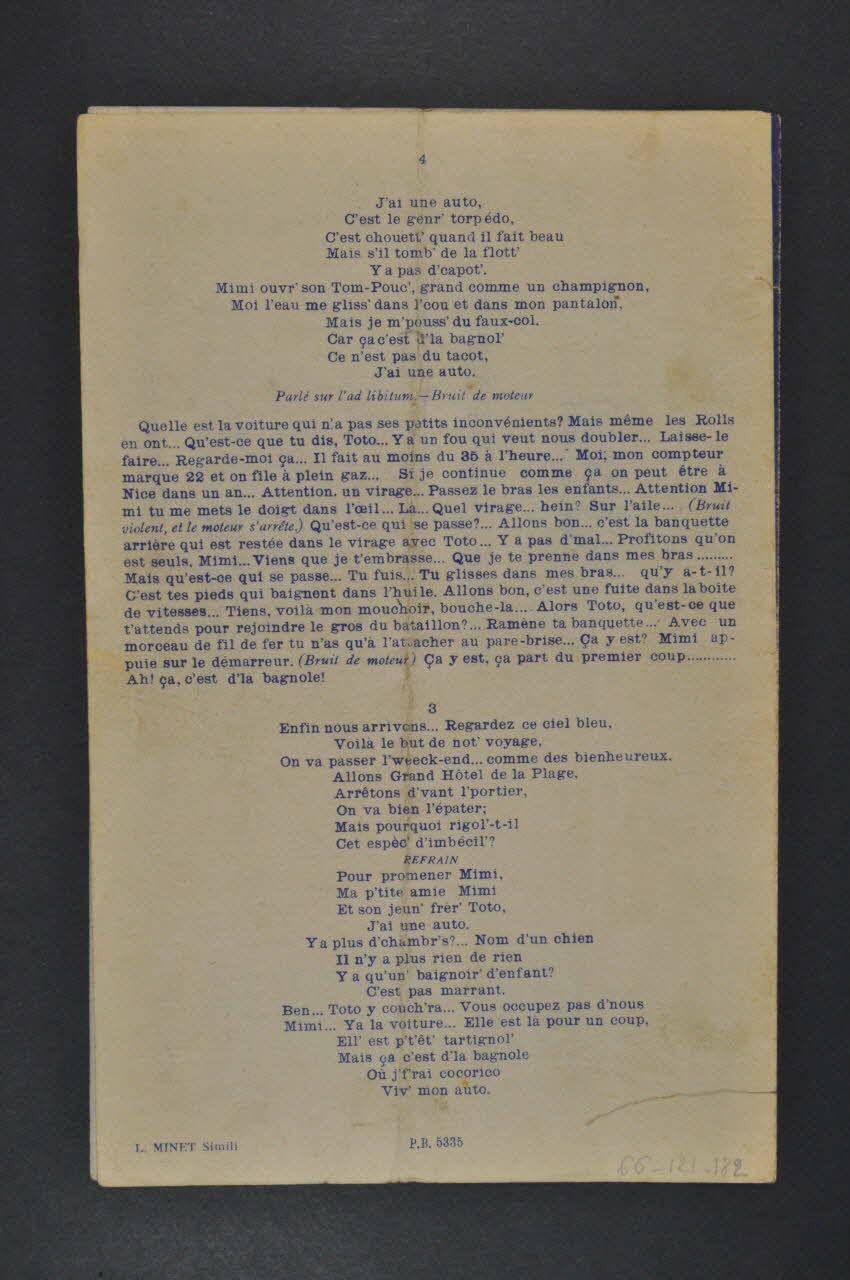 4
J'ai une auto,
C'est le genr' torpédo,
C'est chouett' quand il fait beau
Mais s'il tomb' de la flott'
Y a pas d'capot'.
Mimi ouvr' son Tom-Pouc', grand comme un champignon,
Moi l'eau me gliss' dans l'cou et dans mon pantalon,
Mais je m'pouss' du faux-col.
Car ça c'est d'la bagnol'
Ce n'est pas du tacot,
J'ai une auto.
Parlé sur l'ad libitum.—Bruit de moteur
Quelle est la voiture qui n'a pas ses petits inconvénients? Mais même les Rolls
en ont... Qu'est-ce que tu dis, Toto... Y a un fou qui veut nous doubler... Laisse-le
faire... Regarde-moi ça... Il fait au moins du 35 à l'heure... Moi, mon compteur
marque 22 et on file à plein gaz... Si je continue comme ça on peut être à
Nice dans un an... Attention, un virage... Passez le bras les enfants... Attention Mi-
mi tu me mets le doigt dans l'œil... La... Quel virage... hein? Sur l'aile... (Bruit
violent, et le moteur s'arrête.) Qu'est-ce qui se passe?... Allons bon... c'est la banquette
arrière qui est restée dans le virage avec Toto... Y a pas d'mal... Profitons qu'on
est seuls, Mimi... Viens que je t'embrasse... Que je te prenne dans mes bras .........
Mais qu'est-ce qui se passe... Tu fuis... Tu glisses dans mes bras... qu'y a-t-il?
C'est tes pieds qui baignent dans l'huile. Allons bon, c'est une fuite dans la boîte
de vitesses... Tiens, voilà mon mouchoir, bouche-la... Alors Toto, qu'est-ce que
t'attends pour rejoindre le gros du bataillon?... Ramène ta banquette... Avec un
morceau de fil de fer tu n'as qu'à l'attacher au pare-brise... Ça y est? Mimi ap-
puie sur le démarreur. (Bruit de moteur) Ça y est, ça part du premier coup............
Ah! ça, c'est d'la bagnole!
3
Enfin nous arrivons... Regardez ce ciel bleu,
Voilà le but de not' voyage,
On va passer l'weeck-end... comme des bienheureux.
Allons Grand Hôtel de la Plage,
Arrêtons d'vant l'portier,
On va bien l'épater;
Mais pourquoi rigol'-t-il
Cet espèc' d'imbécil'?
REFRAIN
Pour promener Mimi,
Ma p'tite amie Mimi
Et son jeun' frèr' Toto,
J'ai une auto.
Y a plus d'chambr's?... Nom d'un chien
Il n'y a plus rien de rien
Y a qu'un' baignoir' d'enfant?
C'est pas marrant.
Ben... Toto y couch'ra... Vous occupez pas d'nous
Mimi... Ya la voiture... Elle est là pour un coup,
Ell' est p't'êt' tartignol'
Mais ça c'est d'la bagnole
Où j'f'rai cocorico
Viv' mon auto.
L. MINET Simili
P.B. 5335
66-121-182